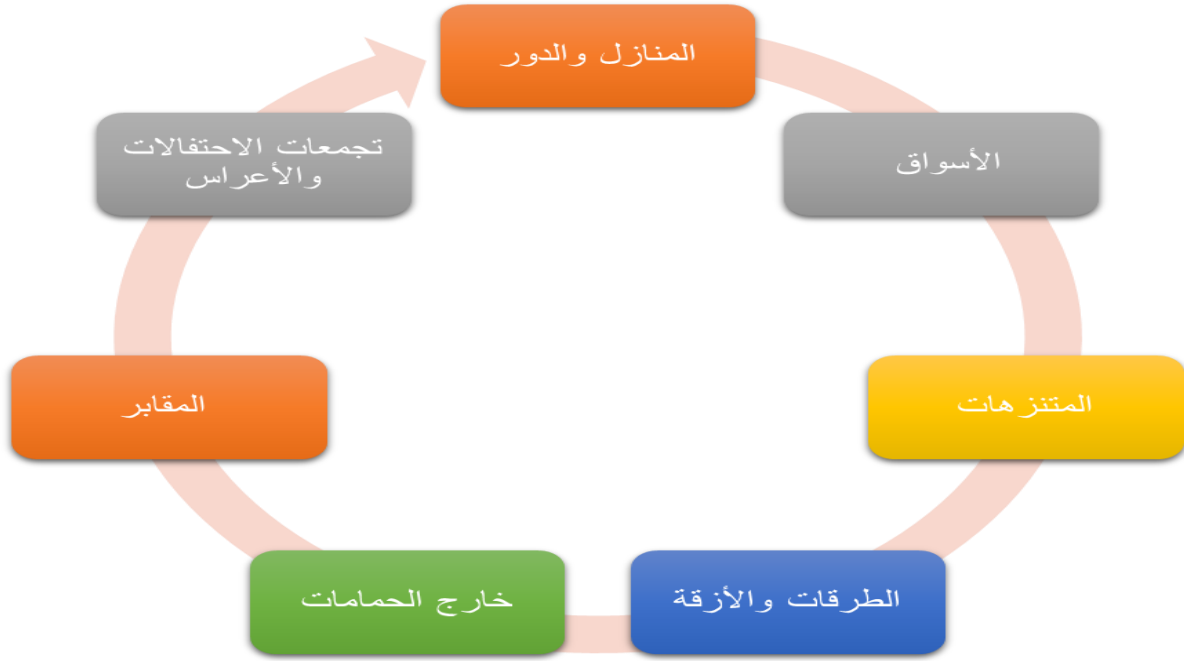 المنازل والدور
الأسواق
المتنزهات
الطرقات والأزقة
خارج الحمامات
المقابر
تجمعات الاحتفالات
والأعراس